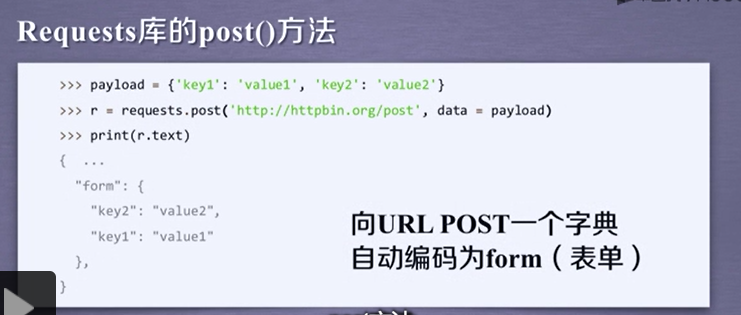 Requests库的post()方法
>>> payload = {'key1': 'value1', 'key2': 'value2'}
>>> r = requests.post('http://httpbin.org/post', data = payload)
>>> print(r.text)
{  ...
  "form": {
    "key2": "value2",
    "key1": "value1"
  },
}
向URL POST一个字典
自动编码为form（表单）